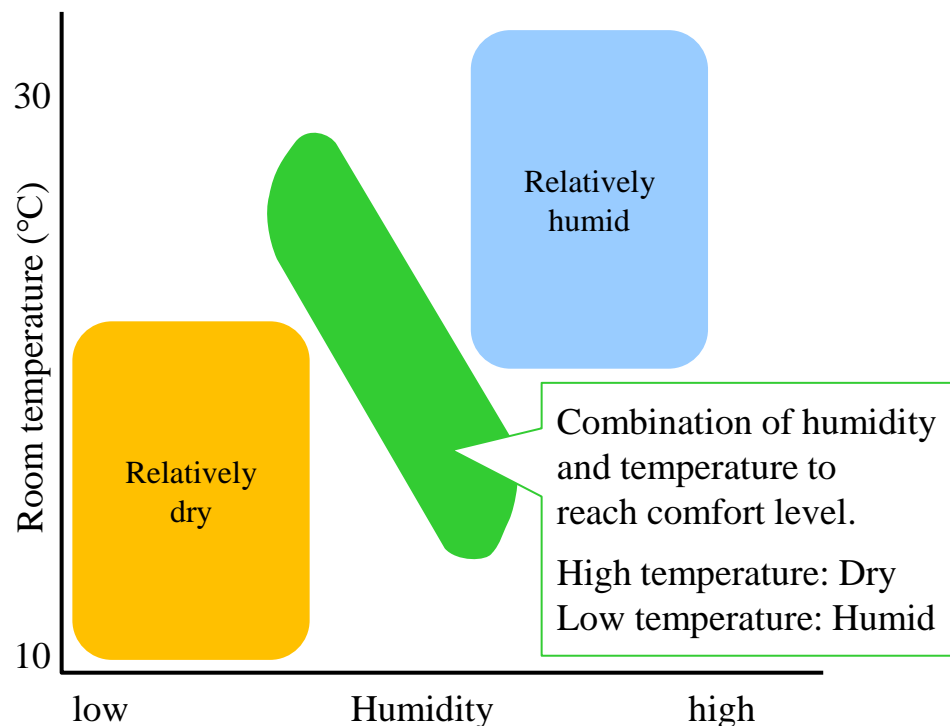 30
Room temperature (°C)
10
Relatively
humid
Relatively
dry
Combination of humidity
and temperature to
reach comfort level.
High temperature: Dry
Low temperature: Humid
low
Humidity
high